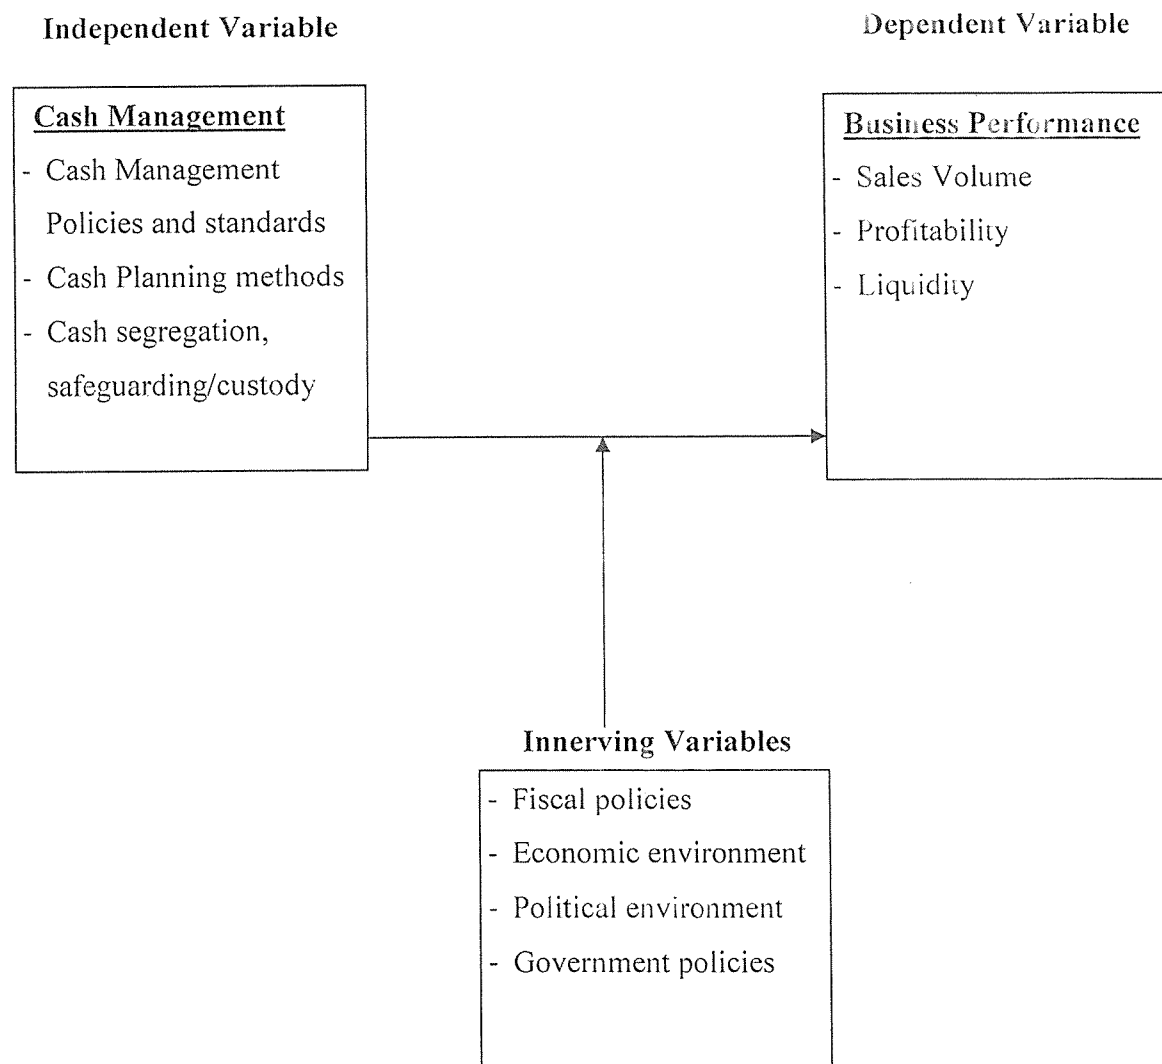 Independent Variable
Dependent Variable
Cash Management
- Cash Management
Policies and standards
- Cash Planning methods
- Cash segregation,
safeguarding/custody
Business Performance
- Sales Volume
- Profitability
- Liquidity
Innerving Variables
- Fiscal policies
- Economic environment
- Political environment
- Government policies